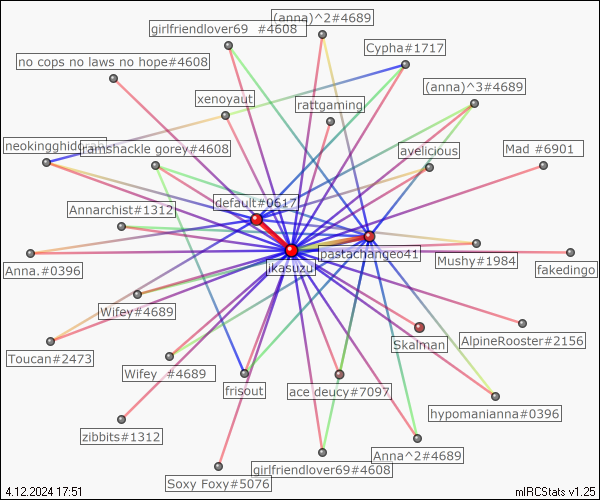 (anna)^2#4689
girlfriendlover69 #4608
Cypha#1717
no cops no laws no hope#4608
(anna)^3#4689
xenoyaut
rattgaming
neokingghidorah
ramshackle gorey#4608
avelicious
Mad #6901
default#0617
Annarchist#1312
pastachangeo41
Anna.#0396
ikasuzu
Mushy#1984
fakedingo
Wifey#4689
Toucan#2473
Skalman
AlpineRooster#2156
Wifey #4689
frisout
ace deucy#7097
hypomanianna#0396
zibbits#1312
Anna^2#4689
girlfriendlover69#4608
Soxy Foxy#5076
4.12.2024 17:51
mIRCStats v1.25